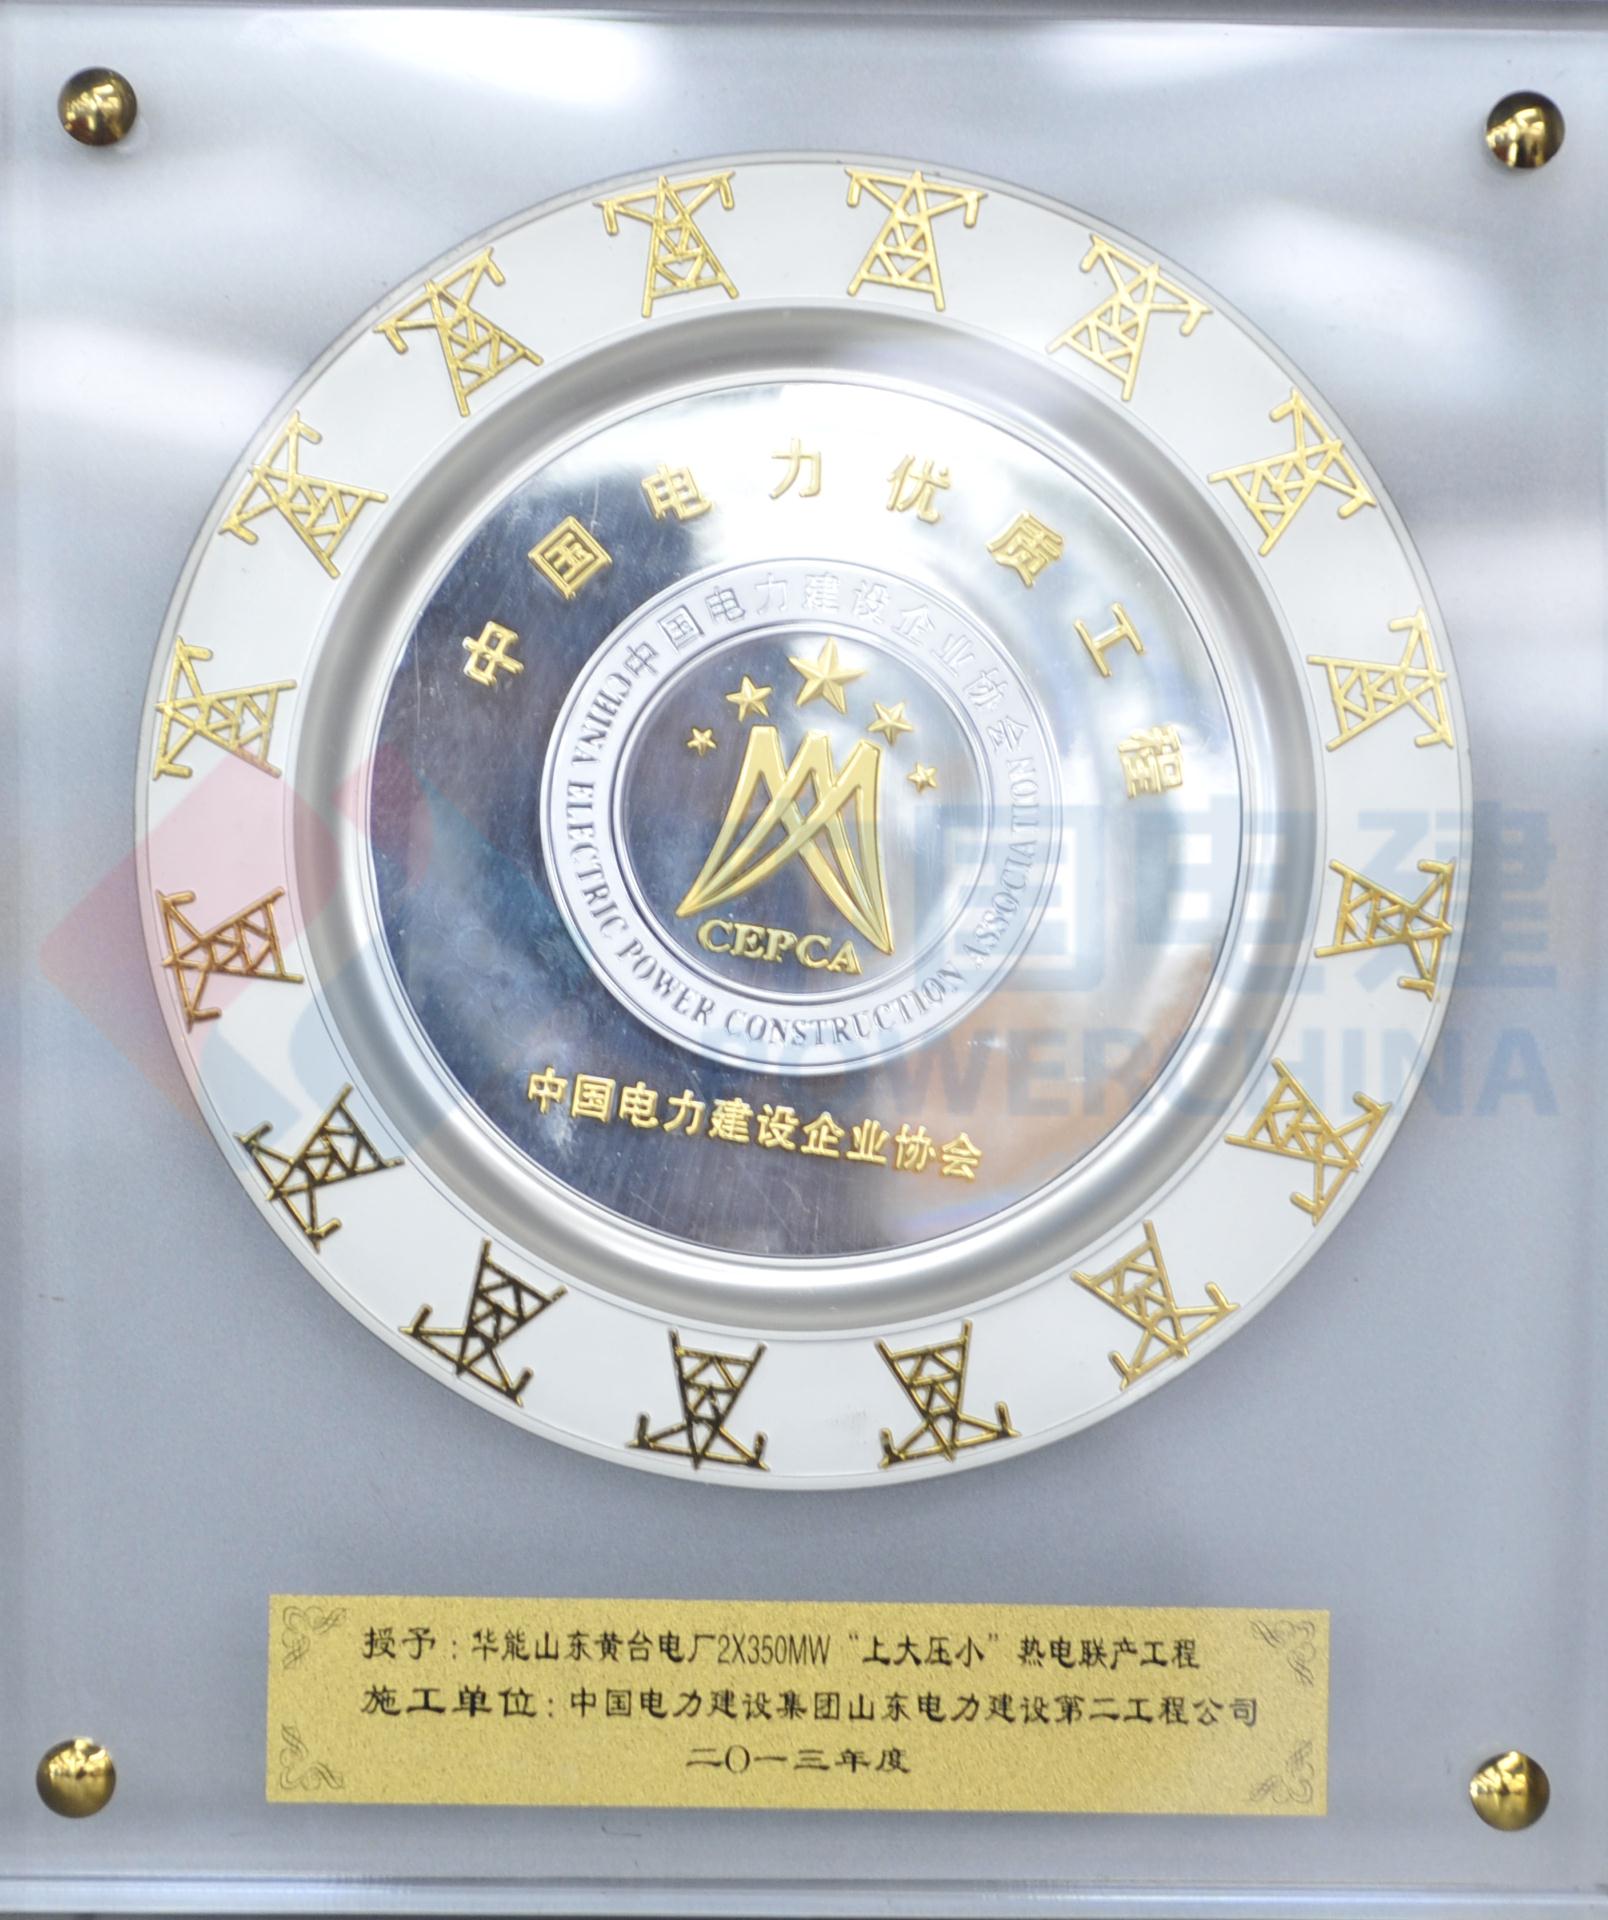 中国电力优质工程
中国电力建设企业协会
CHINA ELECTRIC POWER CONSTRUCTION ASSOCIATION
CEPCA
中国电力建设企业协会
国电建
POWERCHINA
授予：华能山东黄台电厂2X350MW“上大压小”热电联产工程
施工单位：中国电力建设集团山东电力建设第二工程公司
二〇一三年度